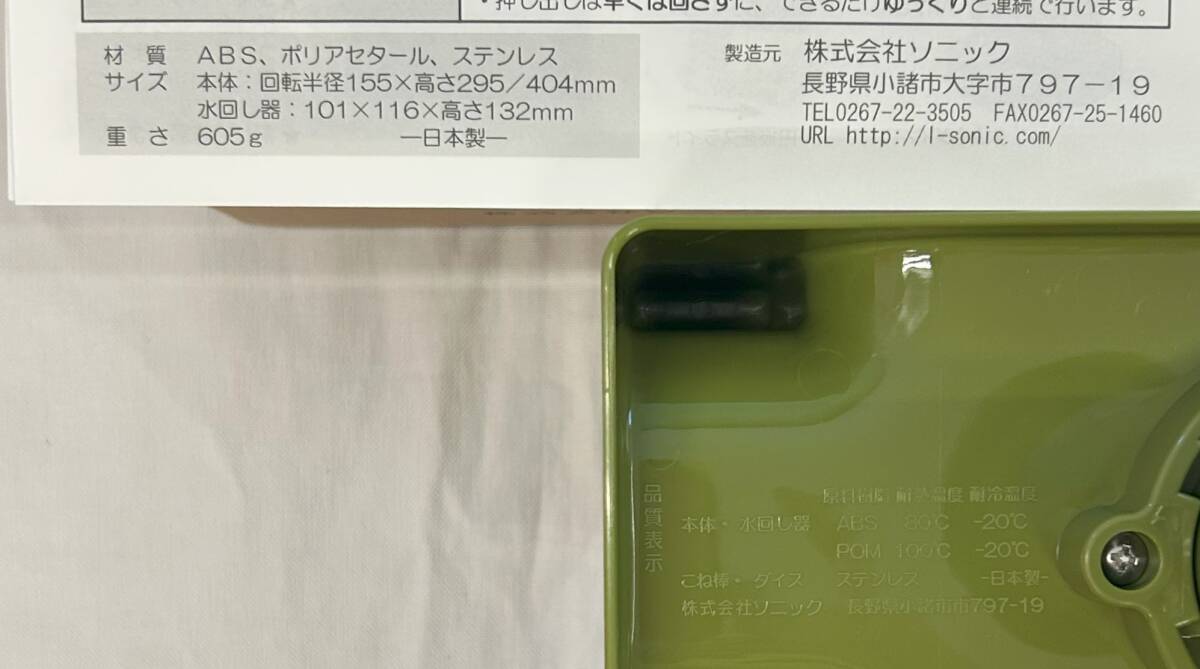 ・押し出しは早くは回さずに、できるだけゆっくりと連続で行います。
材　質　ABS、ポリアセタール、ステンレス
サイズ　本体：回転半径155×高さ295／404mm
水回し器：101×116×高さ132mm
重　さ　605g　—日本製—
製造元　株式会社ソニック
長野県小諸市大字市797−19
TEL0267-22-3505　FAX0267-25-1460
URL http://l-sonic.com/
品質表示
原料樹脂 耐熱温度 耐冷温度
本体・水回し器　ABS　80℃　-20℃
POM　100℃　-20℃
こね棒・ダイス　ステンレス　-日本製-
株式会社ソニック　長野県小諸市市797-19